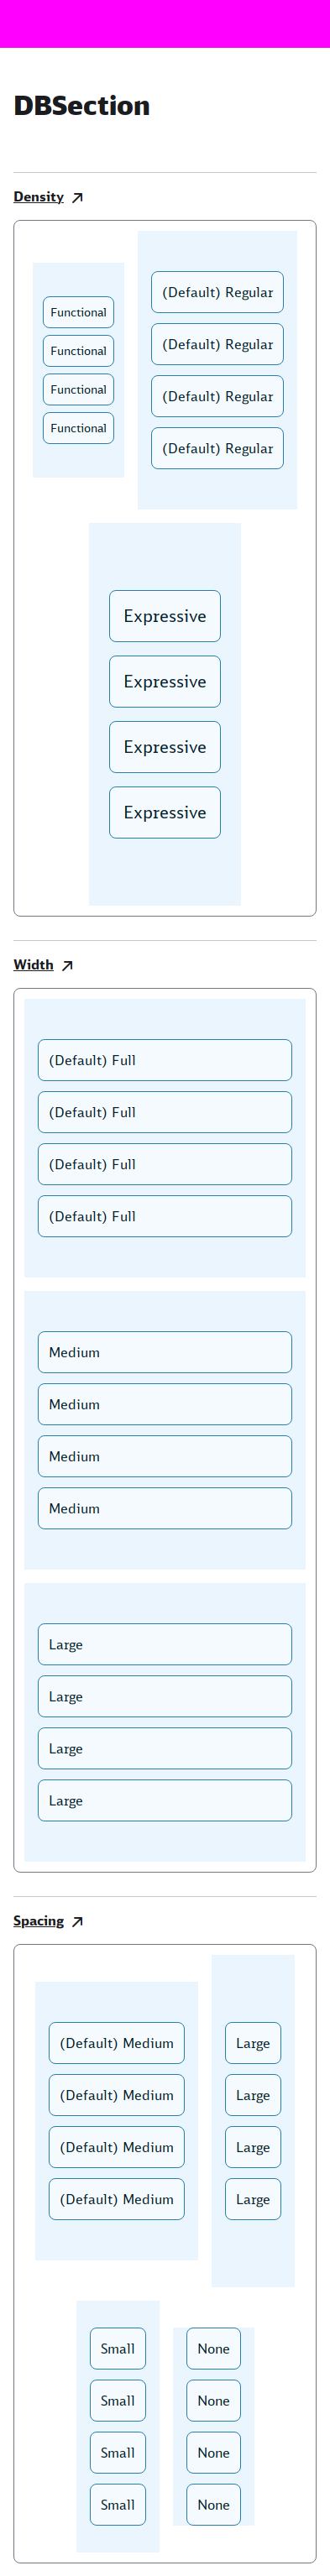 DBSection
Density
Functional
Functional
Functional
Functional
(Default) Regular
(Default) Regular
(Default) Regular
(Default) Regular
Expressive
Expressive
Expressive
Expressive
Width
(Default) Full
(Default) Full
(Default) Full
(Default) Full
Medium
Medium
Medium
Medium
Large
Large
Large
Large
Spacing
(Default) Medium
(Default) Medium
(Default) Medium
(Default) Medium
Large
Large
Large
Large
Small
Small
Small
Small
None
None
None
None